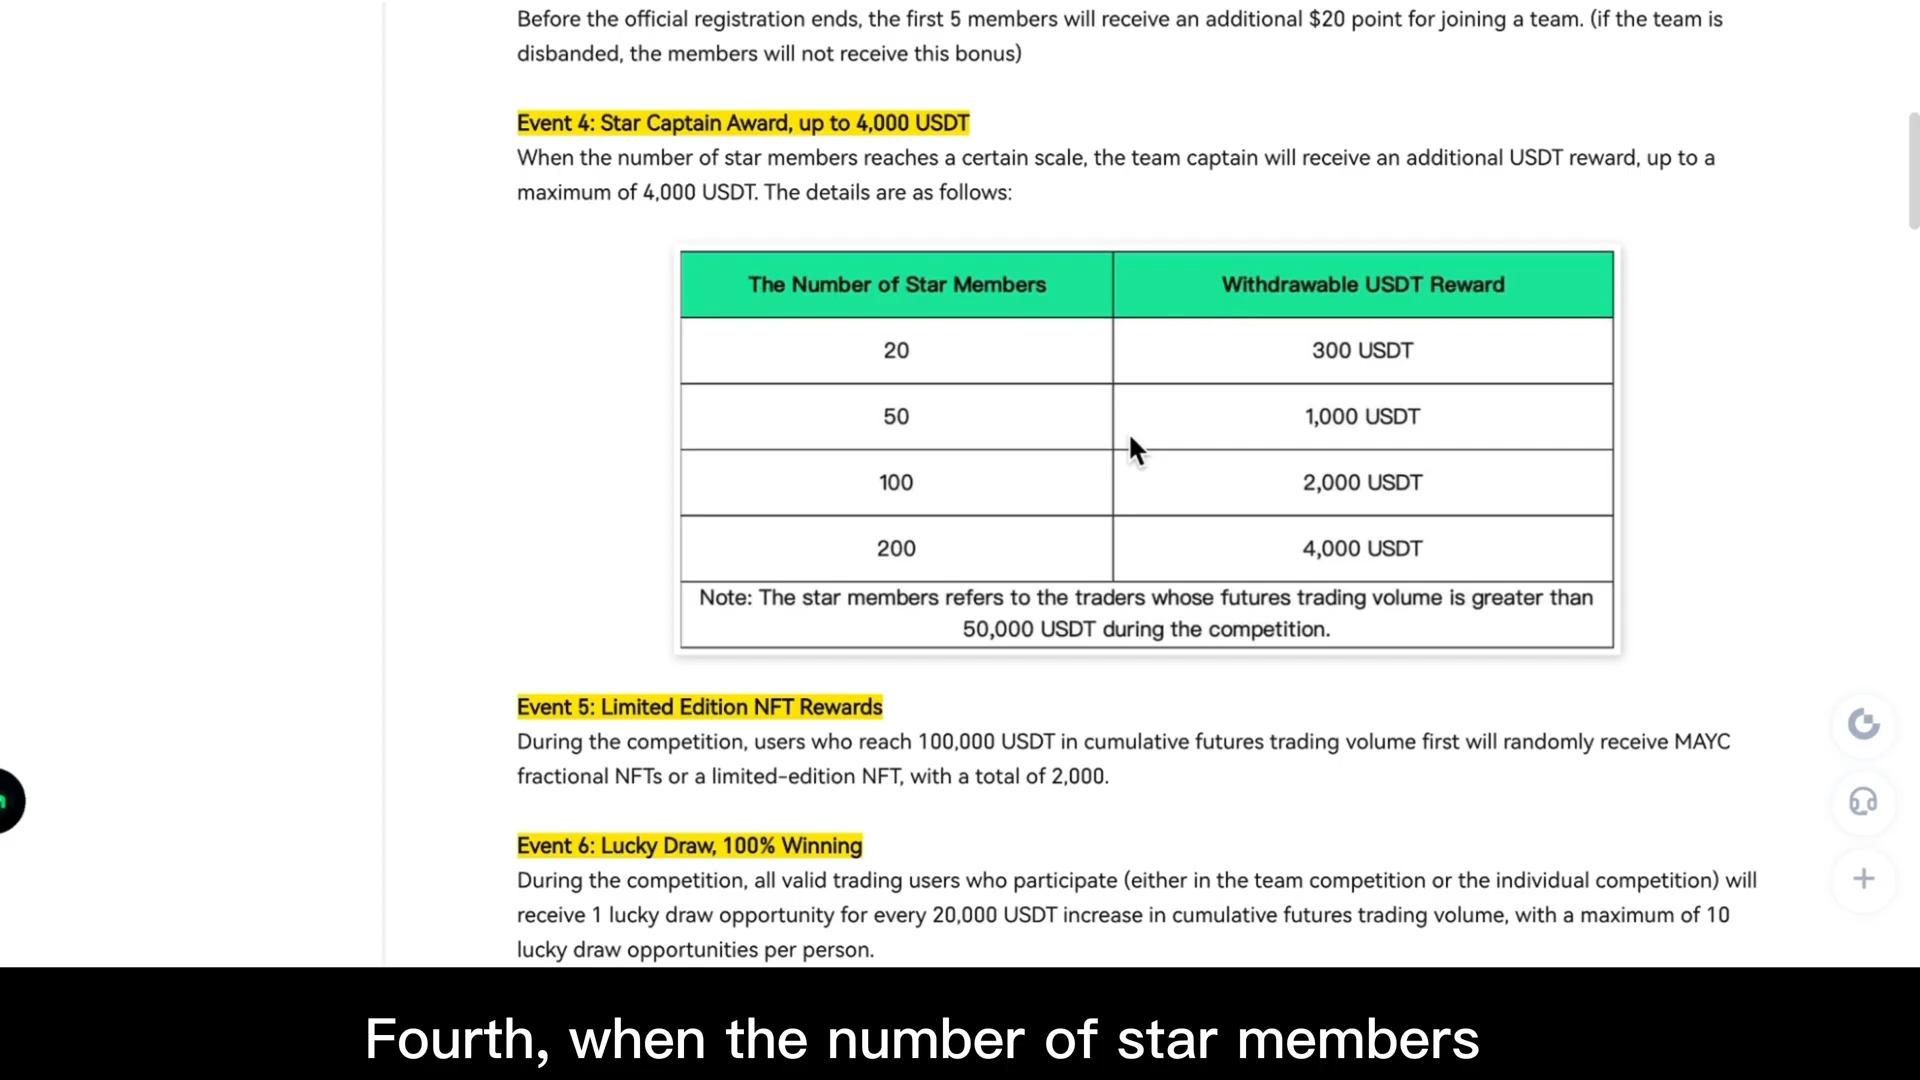 Before the official registration ends, the first 5 members will receive an additional $20 point for joining a team. (if the team is
disbanded, the members will not receive this bonus)
Event 4: Star Captain Award, up to 4,000 USDT
When the number of star members reaches a certain scale, the team captain will receive an additional USDT reward, up to a
maximum of 4,000 USDT. The details are as follows:
The Number of Star Members Withdrawable USDT Reward
20 300 USDT
50 1,000 USDT
100 2,000 USDT
200 4,000 USDT
Note: The star members refers to the traders whose futures trading volume is greater than
50,000 USDT during the competition.
Event 5: Limited Edition NFT Rewards
During the competition, users who reach 100,000 USDT in cumulative futures trading volume first will randomly receive MAYC
fractional NFTs or a limited-edition NFT, with a total of 2,000.
Event 6: Lucky Draw, 100% Winning
During the competition, all valid trading users who participate (either in the team competition or the individual competition) will
receive 1 lucky draw opportunity for every 20,000 USDT increase in cumulative futures trading volume, with a maximum of 10
lucky draw opportunities per person.
Fourth, when the number of star members